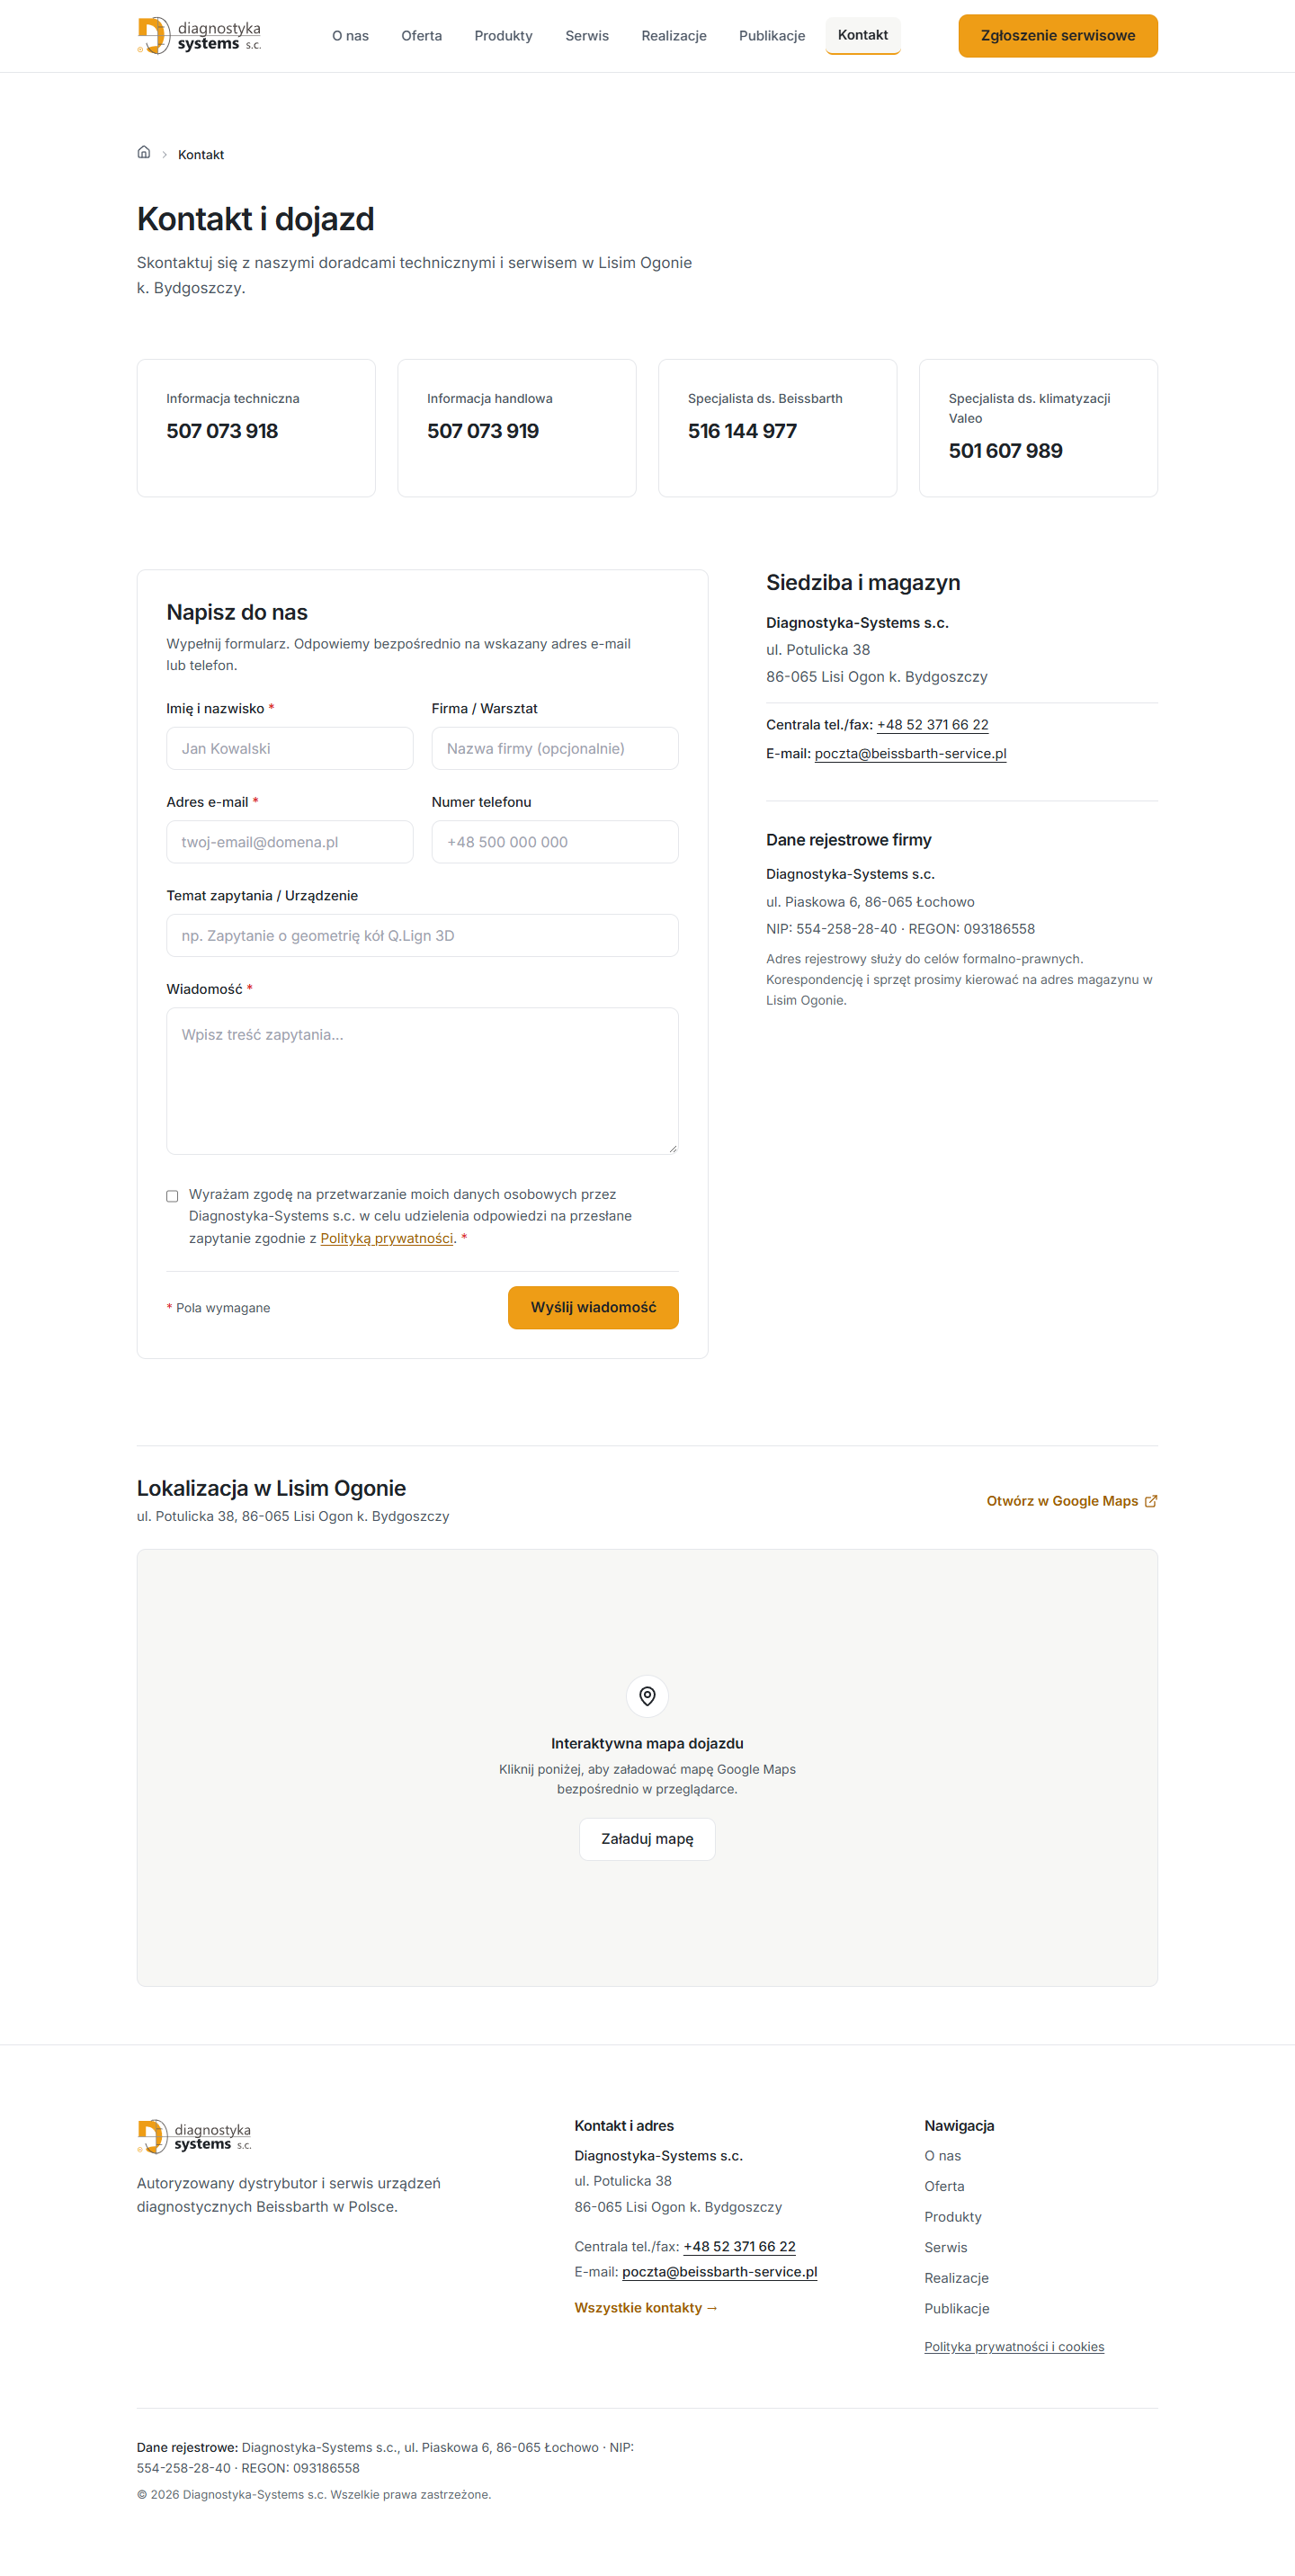 diagnostyka
systems s.c.
O nas
Oferta
Produkty
Serwis
Realizacje
Publikacje
Kontakt
Zgłoszenie serwisowe
Kontakt
Kontakt i dojazd
Skontaktuj się z naszymi doradcami technicznymi i serwisem w Lisim Ogonie
k. Bydgoszczy.
Informacja techniczna
507 073 918
Informacja handlowa
507 073 919
Specjalista ds. Beissbarth
516 144 977
Specjalista ds. klimatyzacji
Valeo
501 607 989
Napisz do nas
Wypełnij formularz. Odpowiemy bezpośrednio na wskazany adres e-mail
lub telefon.
Imię i nazwisko *
Jan Kowalski
Firma / Warsztat
Nazwa firmy (opcjonalnie)
Adres e-mail *
twoj-email@domena.pl
Numer telefonu
+48 500 000 000
Temat zapytania / Urządzenie
np. Zapytanie o geometrię kół Q.Lign 3D
Wiadomość *
Wpisz treść zapytania...
Wyrażam zgodę na przetwarzanie moich danych osobowych przez
Diagnostyka-Systems s.c. w celu udzielenia odpowiedzi na przesłane
zapytanie zgodnie z Polityką prywatności. *
* Pola wymagane
Wyślij wiadomość
Siedziba i magazyn
Diagnostyka-Systems s.c.
ul. Potulicka 38
86-065 Lisi Ogon k. Bydgoszczy
Centrala tel./fax: +48 52 371 66 22
E-mail: poczta@beissbarth-service.pl
Dane rejestrowe firmy
Diagnostyka-Systems s.c.
ul. Piaskowa 6, 86-065 Łochowo
NIP: 554-258-28-40 · REGON: 093186558
Adres rejestrowy służy do celów formalno-prawnych.
Korespondencję i sprzęt prosimy kierować na adres magazynu w
Lisim Ogonie.
Lokalizacja w Lisim Ogonie
ul. Potulicka 38, 86-065 Lisi Ogon k. Bydgoszczy
Otwórz w Google Maps
Interaktywna mapa dojazdu
Kliknij poniżej, aby załadować mapę Google Maps
bezpośrednio w przeglądarce.
Załaduj mapę
diagnostyka
systems s.c.
Autoryzowany dystrybutor i serwis urządzeń
diagnostycznych Beissbarth w Polsce.
Kontakt i adres
Diagnostyka-Systems s.c.
ul. Potulicka 38
86-065 Lisi Ogon k. Bydgoszczy
Centrala tel./fax: +48 52 371 66 22
E-mail: poczta@beissbarth-service.pl
Wszystkie kontakty →
Nawigacja
O nas
Oferta
Produkty
Serwis
Realizacje
Publikacje
Polityka prywatności i cookies
Dane rejestrowe: Diagnostyka-Systems s.c., ul. Piaskowa 6, 86-065 Łochowo · NIP:
554-258-28-40 · REGON: 093186558
© 2026 Diagnostyka-Systems s.c. Wszelkie prawa zastrzeżone.